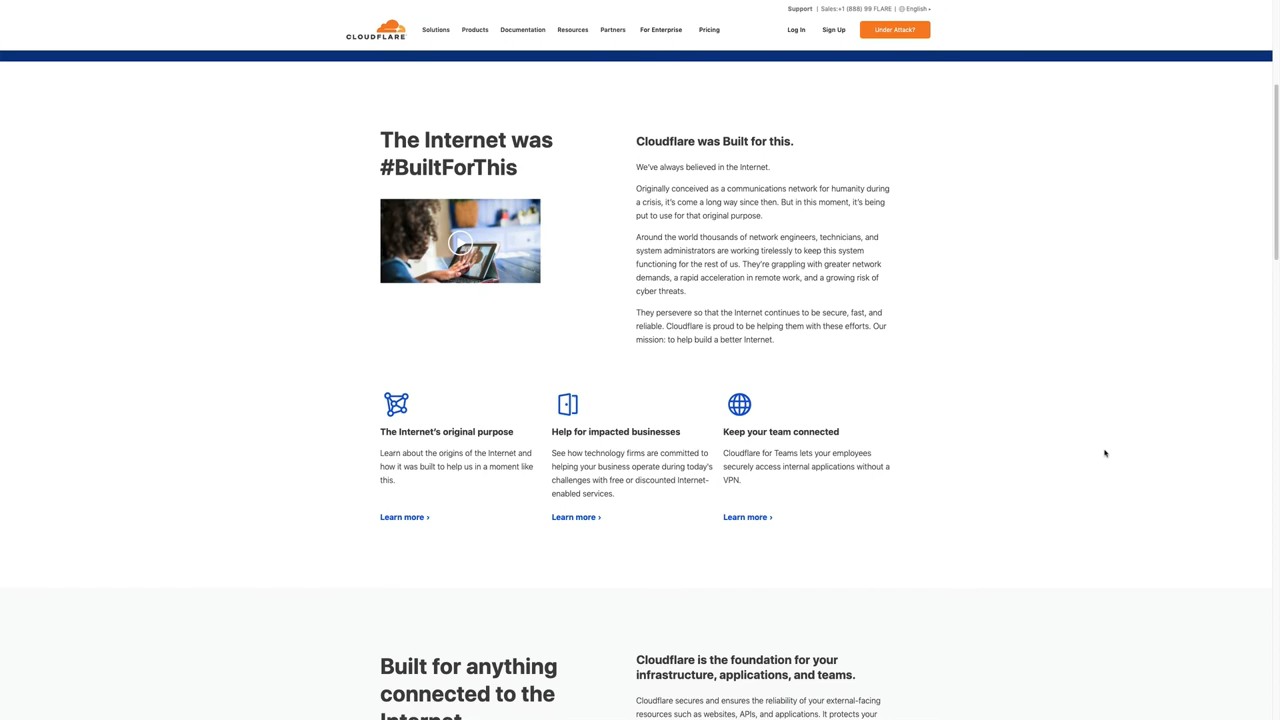 Support | Sales:+1 (888) 99 FLARE | English
CLOUDFLARE
Solutions Products Documentation Resources Partners For Enterprise Pricing Log In Sign Up Under Attack?
The Internet was
#BuiltForThis
Cloudflare was Built for this.
We've always believed in the Internet.
Originally conceived as a communications network for humanity during
a crisis, it's come a long way since then. But in this moment, it's being
put to use for that original purpose.
Around the world thousands of network engineers, technicians, and
system administrators are working tirelessly to keep this system
functioning for the rest of us. They're grappling with greater network
demands, a rapid acceleration in remote work, and a growing risk of
cyber threats.
They persevere so that the Internet continues to be secure, fast, and
reliable. Cloudflare is proud to be helping them with these efforts. Our
mission: to help build a better Internet.
The Internet's original purpose
Learn about the origins of the Internet and
how it was built to help us in a moment like
this.
Learn more ›
Help for impacted businesses
See how technology firms are committed to
helping your business operate during today's
challenges with free or discounted Internet-
enabled services.
Learn more ›
Keep your team connected
Cloudflare for Teams lets your employees
securely access internal applications without a
VPN.
Learn more ›
Built for anything
connected to the
Internet
Cloudflare is the foundation for your
infrastructure, applications, and teams.
Cloudflare secures and ensures the reliability of your external-facing
resources such as websites, APIs, and applications. It protects your